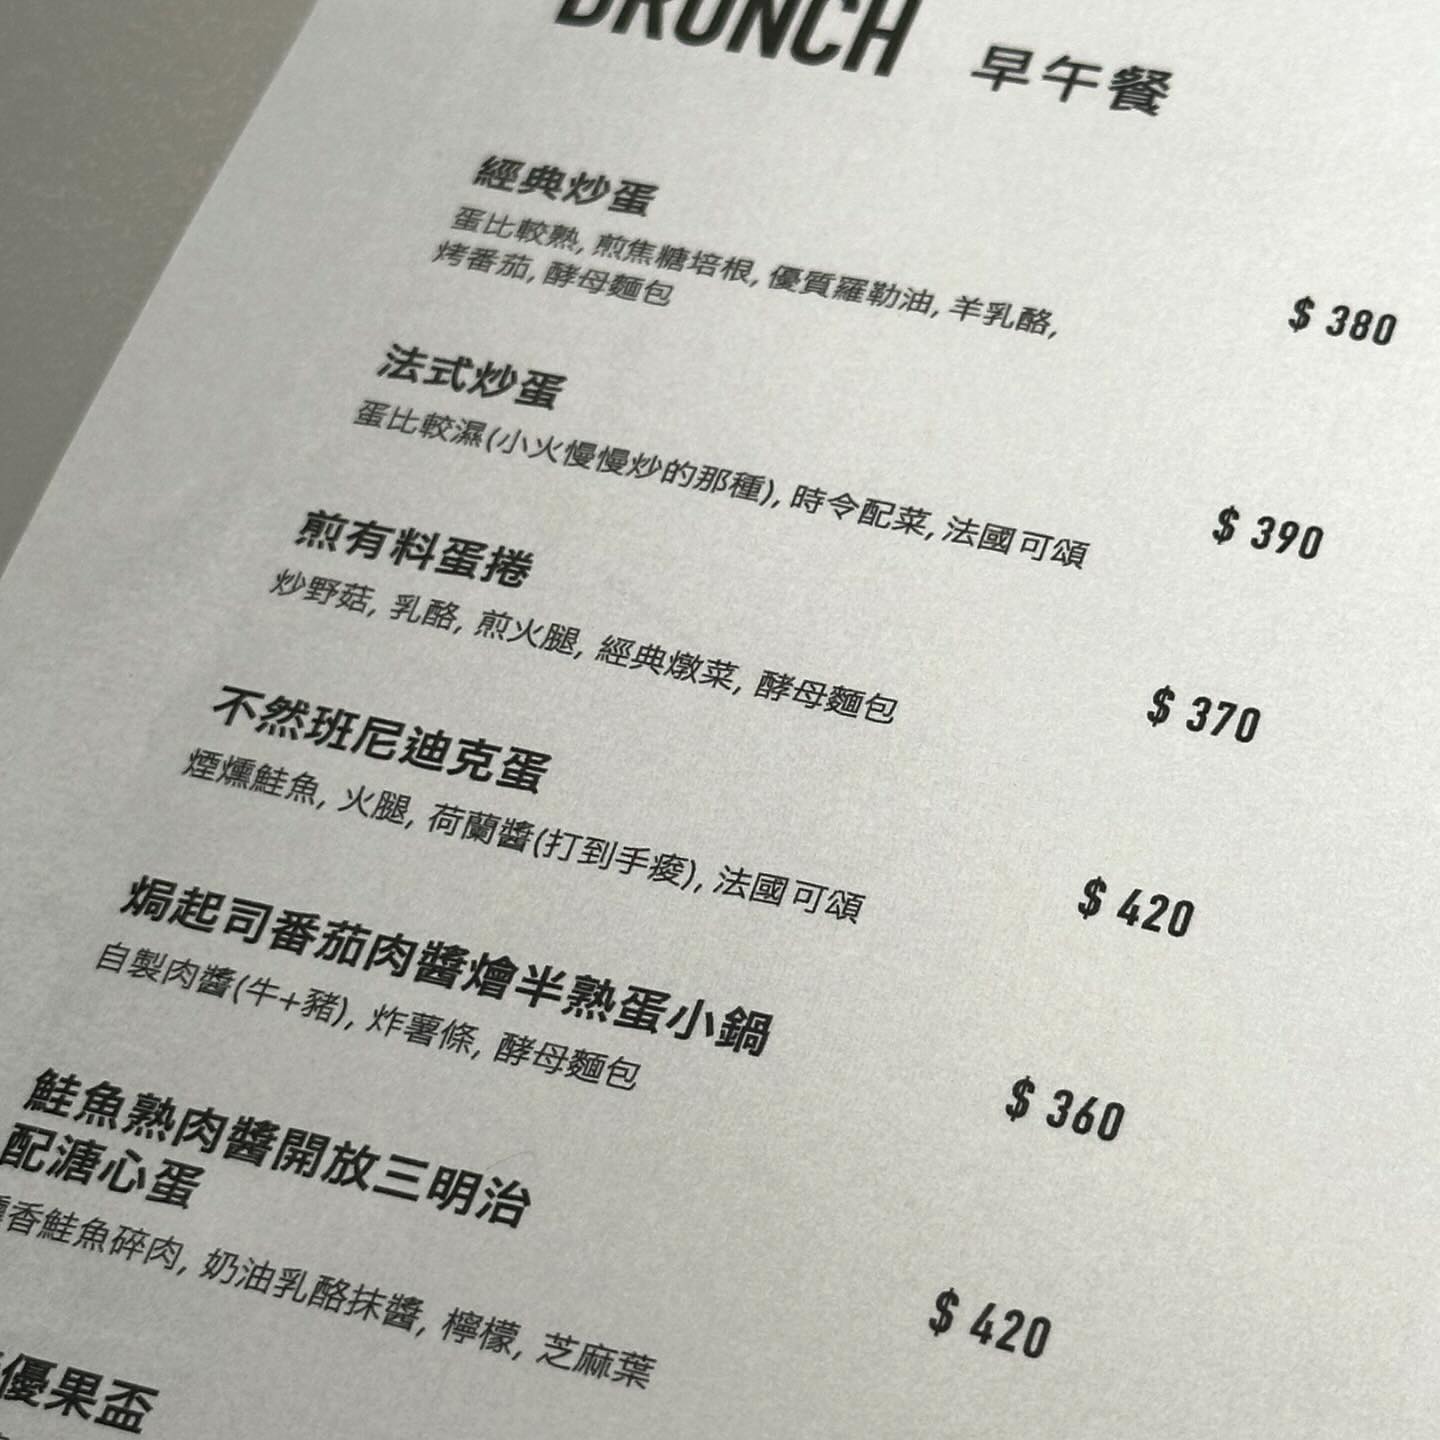 BRUNCH 早午餐
經典炒蛋
蛋比較熟, 煎焦糖培根, 優質羅勒油, 羊乳酪,
烤番茄, 酵母麵包
$ 380
法式炒蛋
蛋比較濕(小火慢慢炒的那種), 時令配菜, 法國可頌
$ 390
煎有料蛋捲
炒野菇, 乳酪, 煎火腿, 經典燉菜, 酵母麵包
$ 370
不然班尼迪克蛋
煙燻鮭魚, 火腿, 荷蘭醬(打到手痠), 法國可頌
$ 420
焗起司番茄肉醬燴半熟蛋小鍋
自製肉醬(牛+豬), 炸薯條, 酵母麵包
$ 360
鮭魚熟肉醬開放三明治
配溏心蛋
香鮭魚碎肉, 奶油乳酪抹醬, 檸檬, 芝麻葉
$ 420
優果盃